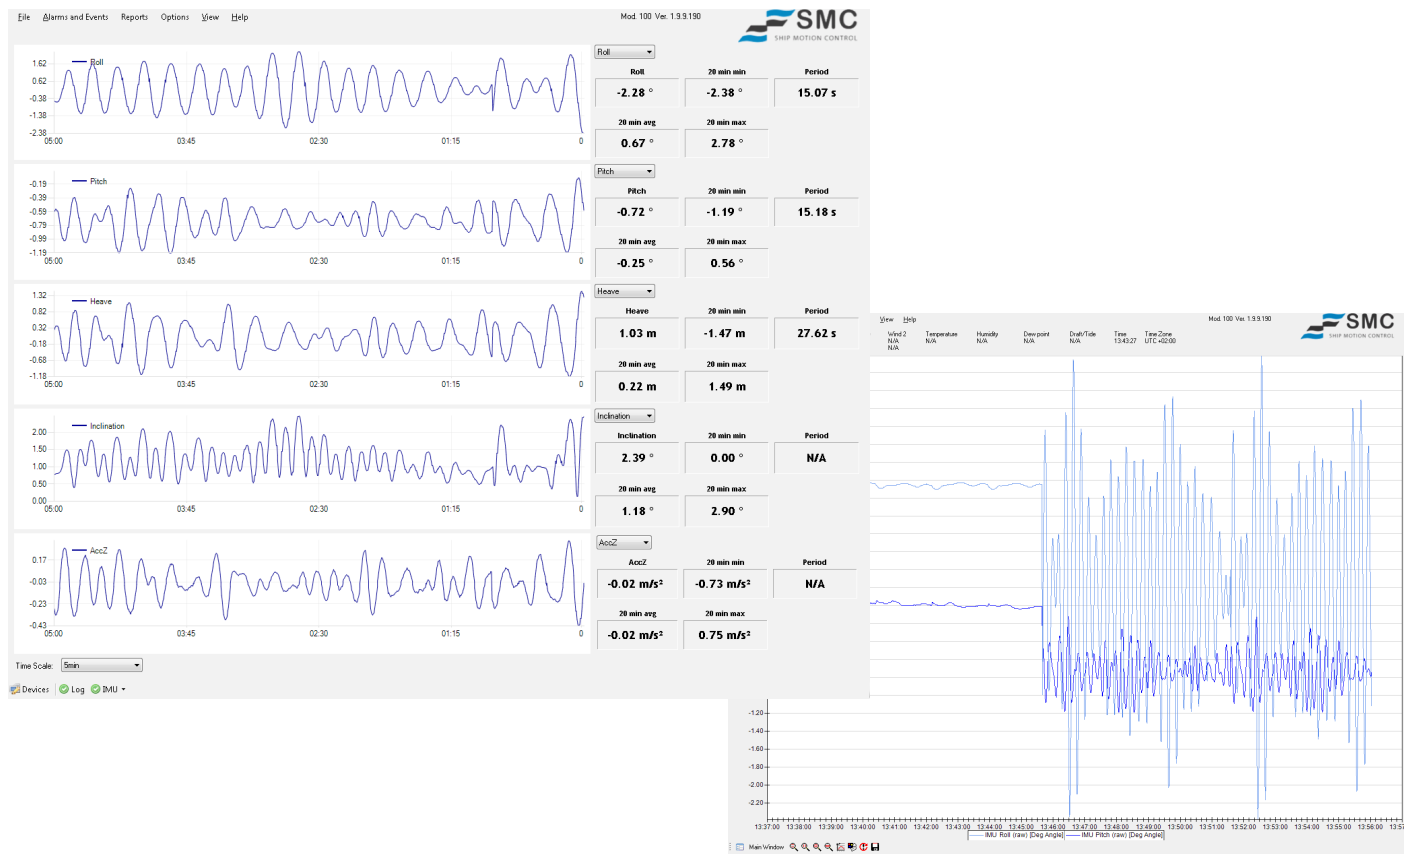 File Alarms and Events Reports Options View Help Mod. 100 Ver. 1.9.9.190
SMC
SHIP MOTION CONTROL
Roll
1.62
0.62
-0.38
-1.38
-2.38
05:00 03:45 02:30 01:15 0
Roll
Roll 20 min min Period
-2.28 ° -2.38 ° 15.07 s
20 min avg 20 min max
0.67 ° 2.78 °
Pitch
-0.19
-0.39
-0.59
-0.79
-0.99
-1.19
05:00 03:45 02:30 01:15 0
Pitch
Pitch 20 min min Period
-0.72 ° -1.19 ° 15.18 s
20 min avg 20 min max
-0.25 ° 0.56 °
Heave
1.32
0.82
0.32
-0.18
-0.68
-1.18
05:00 03:45 02:30 01:15 0
Heave
Heave 20 min min Period
1.03 m -1.47 m 27.62 s
20 min avg 20 min max
0.22 m 1.49 m
Inclination
2.00
1.50
1.00
0.50
0.00
05:00 03:45 02:30 01:15 0
Inclination
Inclination 20 min min Period
2.39 ° 0.00 ° N/A
20 min avg 20 min max
1.18 ° 2.90 °
AccZ
0.17
-0.03
-0.23
-0.43
05:00 03:45 02:30 01:15 0
AccZ
AccZ 20 min min Period
-0.02 m/s² -0.73 m/s² N/A
20 min avg 20 min max
-0.02 m/s² 0.75 m/s²
Time Scale: 5min
Devices Log IMU
View Help Mod. 100 Ver. 1.9.9.190
SMC
SHIP MOTION CONTROL
Wind 2 Temperature Humidity Dew point Draft/Tide Time Time Zone
N/A N/A N/A N/A N/A 13:43:27 UTC +02:00
N/A
-1.20
-1.40
-1.60
-1.80
-2.00
-2.20
13:37:00 13:38:00 13:39:00 13:40:00 13:41:00 13:42:00 13:43:00 13:44:00 13:45:00 13:46:00 13:47:00 13:48:00 13:49:00 13:50:00 13:52:00 13:53:00 13:54:00 13:55:00 13:56:00 13:57
IMU Roll (raw) [Deg Angle] IMU Pitch (raw) [Deg Angle]
Main Window